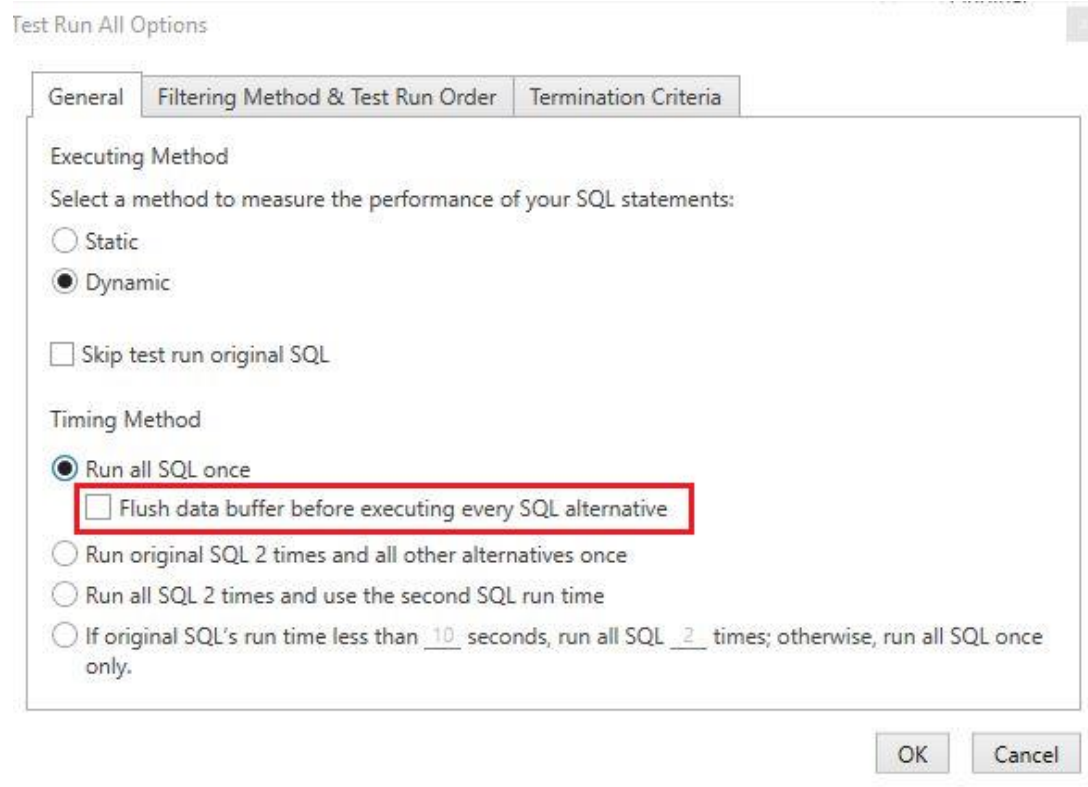 Test Run All Options
General
Filtering Method & Test Run Order
Termination Criteria
Executing Method
Select a method to measure the performance of your SQL statements:
Static
Dynamic
Skip test run original SQL
Timing Method
Run all SQL once
Flush data buffer before executing every SQL alternative
Run original SQL 2 times and all other alternatives once
Run all SQL 2 times and use the second SQL run time
If original SQL's run time less than 10 seconds, run all SQL 2 times; otherwise, run all SQL once
only.
OK
Cancel